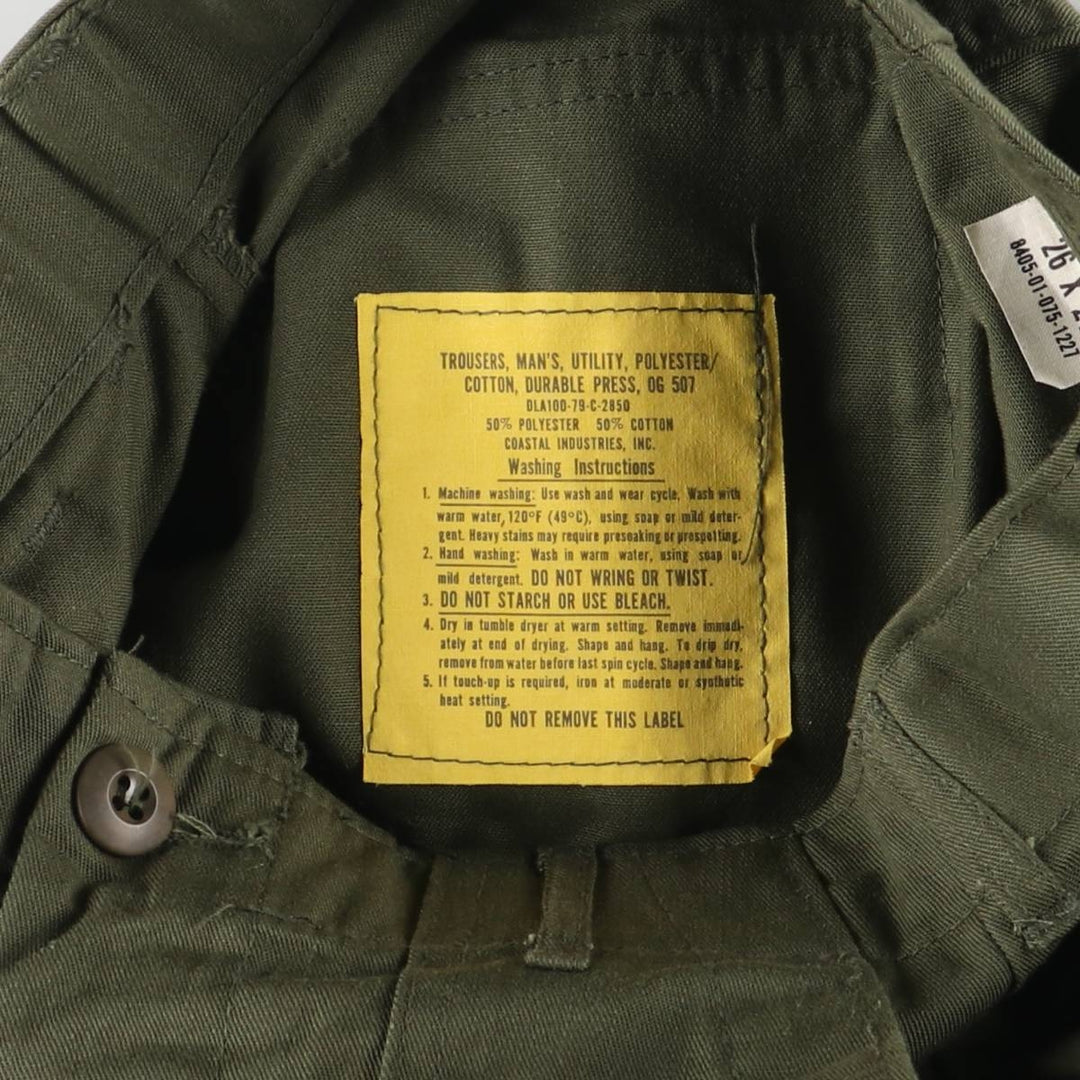 TROUSERS, MAN'S, UTILITY, POLYESTER/
COTTON, DURABLE PRESS, OG 507
DLA100-79-C-2850
50% POLYESTER 50% COTTON
COASTAL INDUSTRIES, INC.
Washing Instructions
1. Machine washing: Use wash and wear cycle. Wash with
warm water, 120°F (49°C), using soap or mild deter-
gent. Heavy stains may require presoaking or prespotting.
2. Hand washing: Wash in warm water, using soap or
mild detergent. DO NOT WRING OR TWIST.
3. DO NOT STARCH OR USE BLEACH.
4. Dry in tumble dryer at warm setting. Remove immedi-
ately at end of drying. Shape and hang. To drip dry,
remove from water before last spin cycle. Shape and hang.
5. If touch-up is required, iron at moderate or synthetic
heat setting.
DO NOT REMOVE THIS LABEL
26 X
8405-01-075-1227